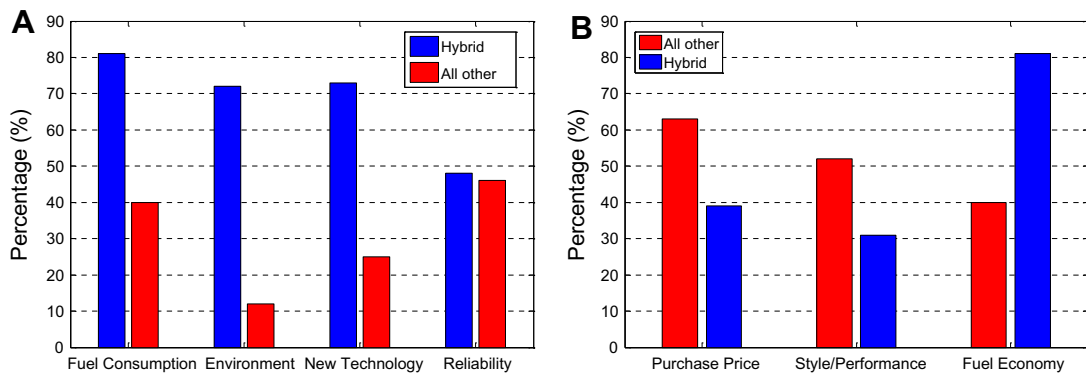 A
Percentage (%)
90
80
70
60
50
40
30
20
10
0
Hybrid
All other
Fuel Consumption Environment New Technology Reliability
B
Percentage (%)
90
80
70
60
50
40
30
20
10
0
All other
Hybrid
Purchase Price Style/Performance Fuel Economy